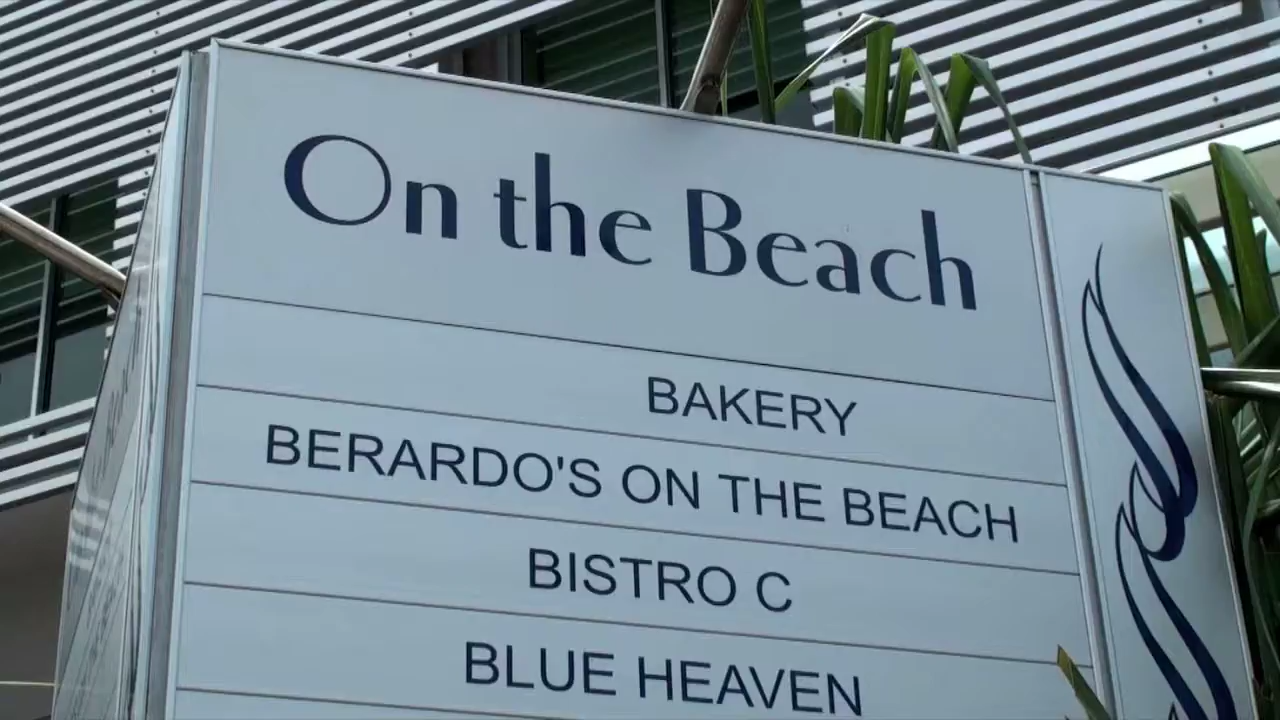 On the Beach
BAKERY
BERARDO'S ON THE BEACH
BISTRO C
BLUE HEAVEN